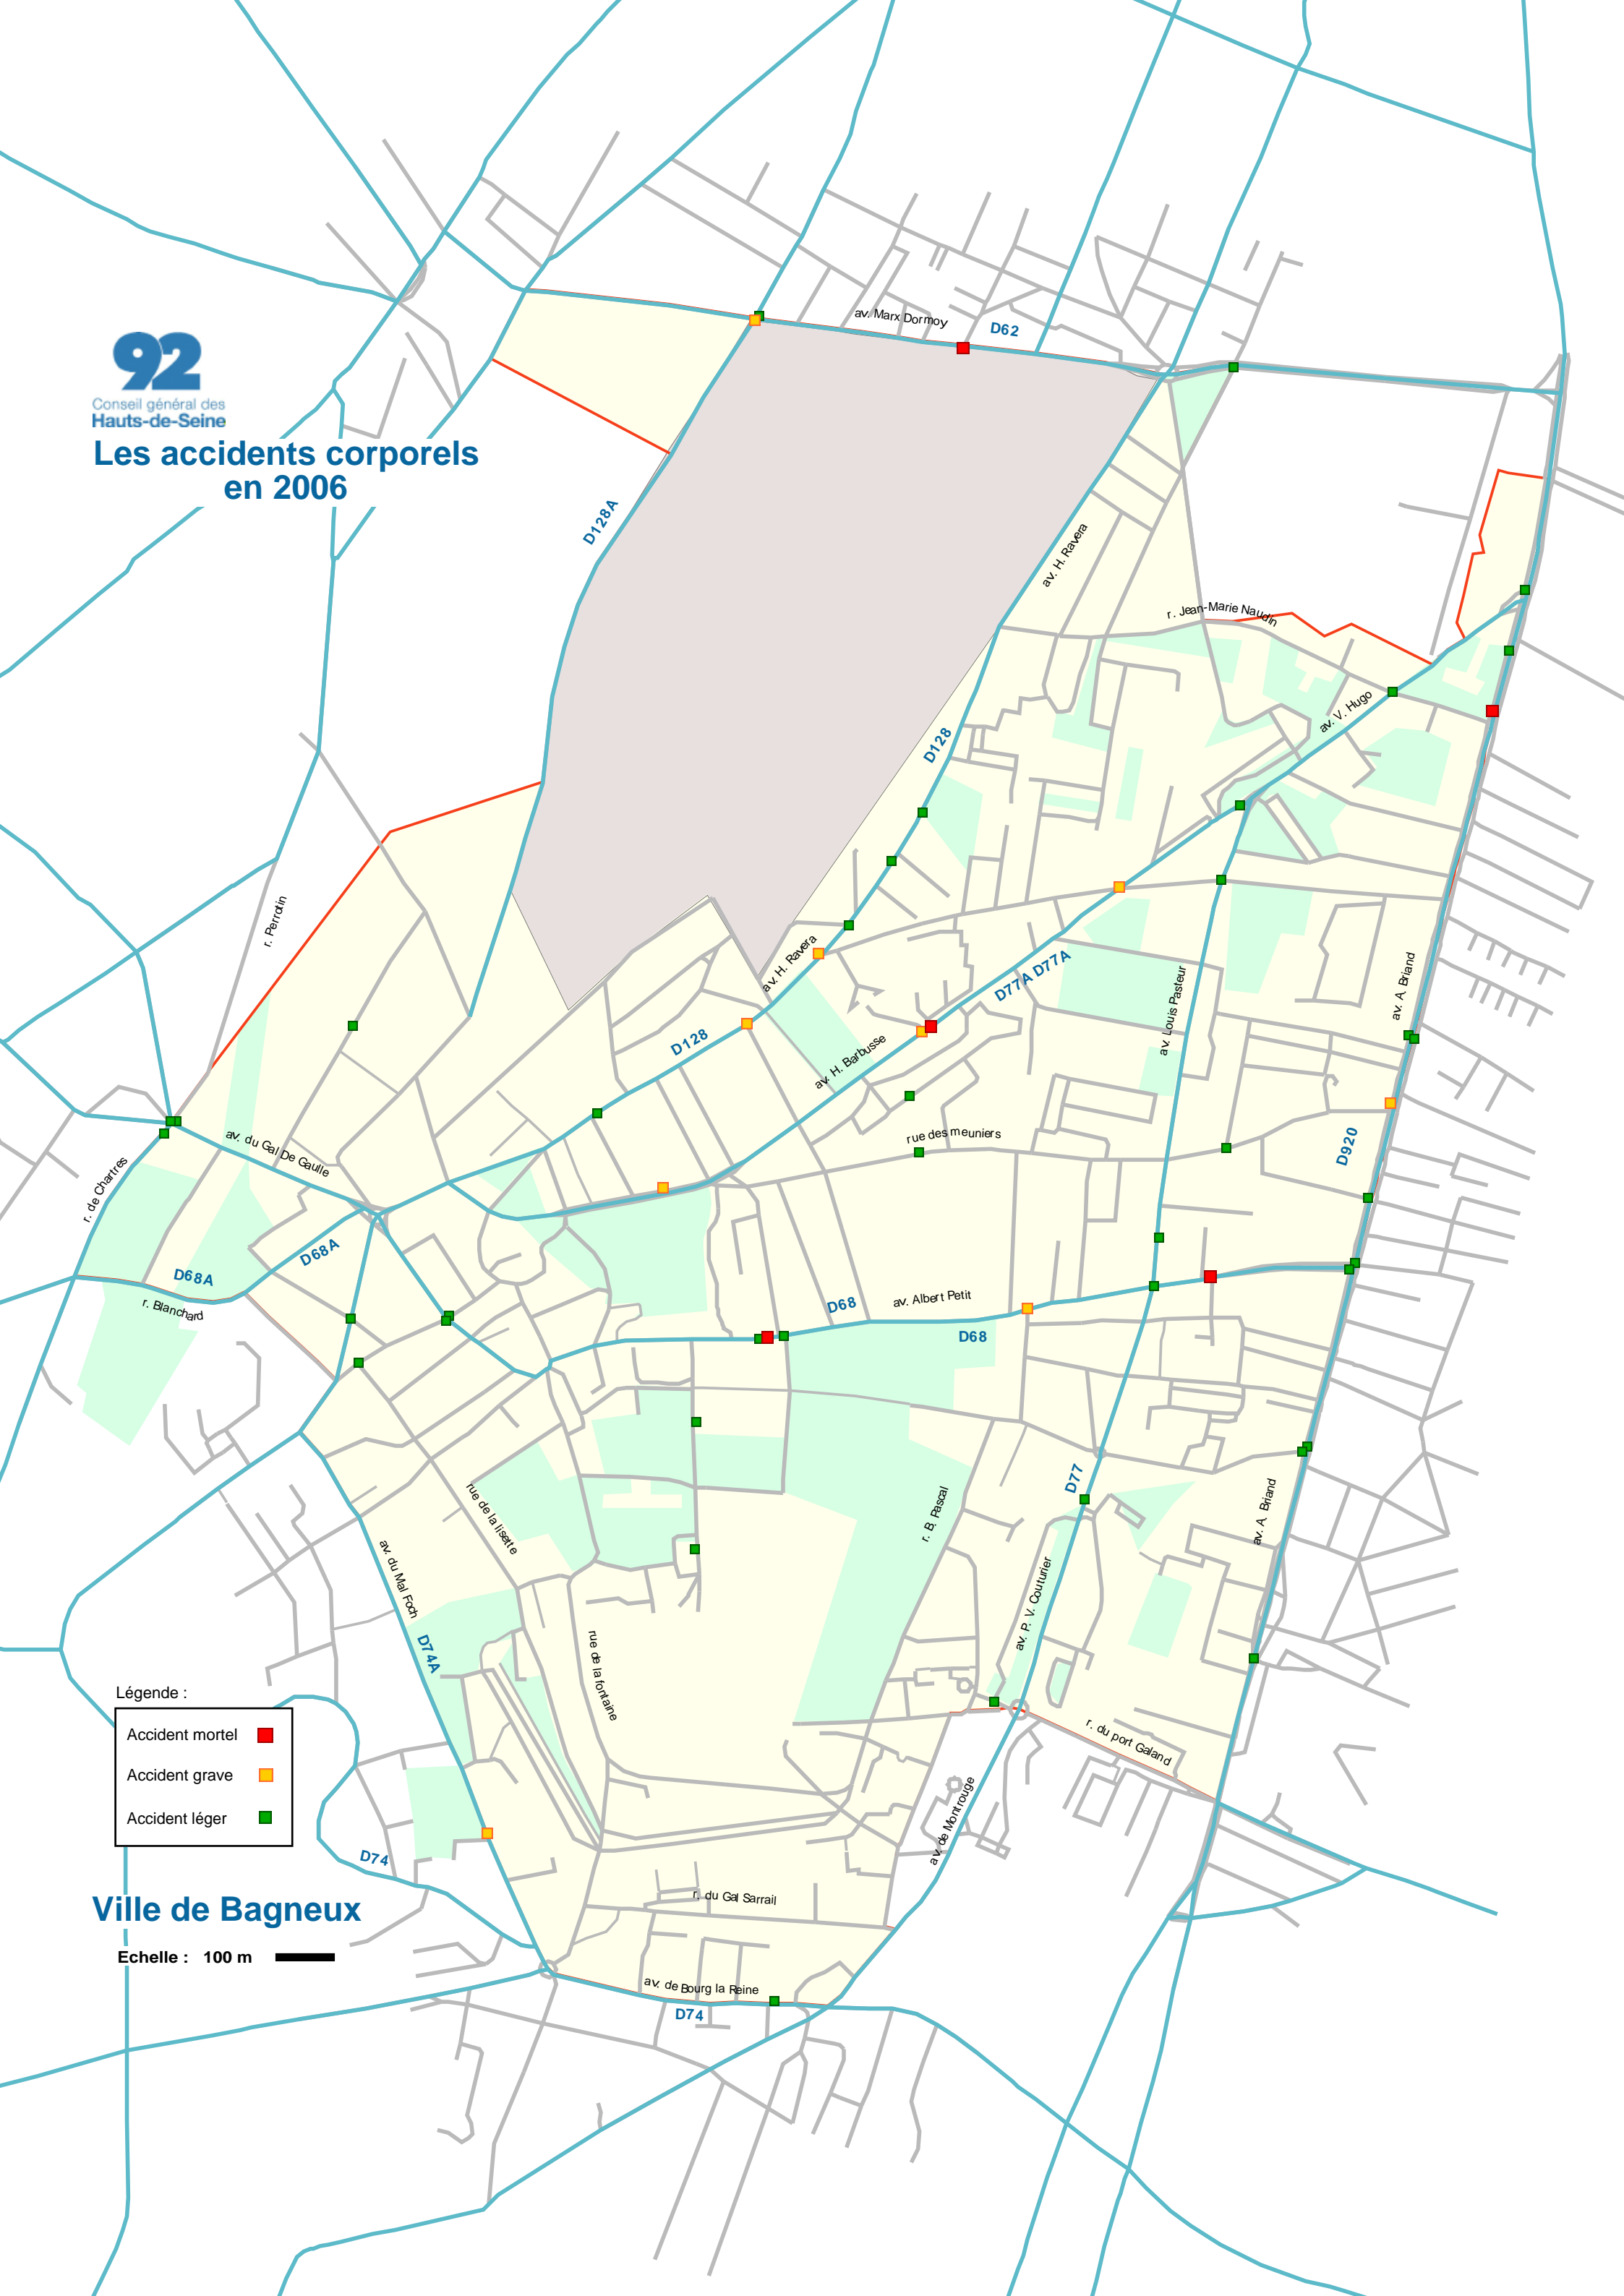 av. Marx Dormoy
D62
92
Conseil général des
Hauts-de-Seine
Les accidents corporels
en 2006
D128A
av. H. Ravera
r. Jean-Marie Naudin
av. V. Hugo
D128
r. Perrotin
av. H. Ravera
D77A D77A
av. A. Briand
av. Louis Pasteur
D128
av. H. Barbusse
rue des meuniers
D920
av. du Gal De Gaulle
r. de Chartres
D68A
D68A
r. Blanchard
D68
av. Albert Petit
D68
D77
rue de la lisette
r. B. Pascal
av. A. Briand
av. du Mal Foch
av. P. V. Couturier
D74A
rue de la fontaine
Légende :
Accident mortel
Accident grave
Accident léger
r. du port Galand
av. de Montrouge
D74
r. du Gal Sarrail
Ville de Bagneux
Echelle : 100 m
av. de Bourg la Reine
D74